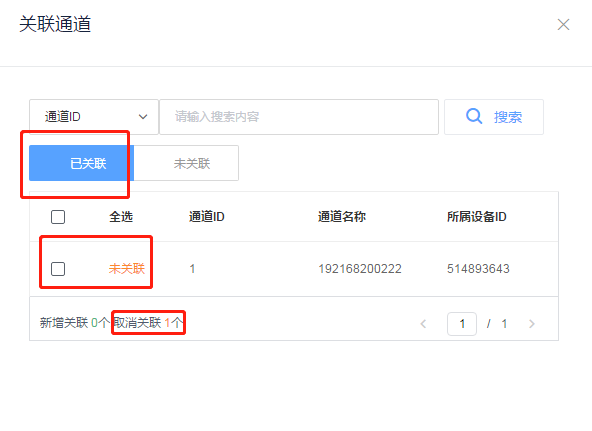 关联通道
通道ID 请输入搜索内容 搜索
已关联 未关联
全选 通道ID 通道名称 所属设备ID
未关联 1 192168200222 514893643
新增关联 0个 取消关联 1个 1 / 1